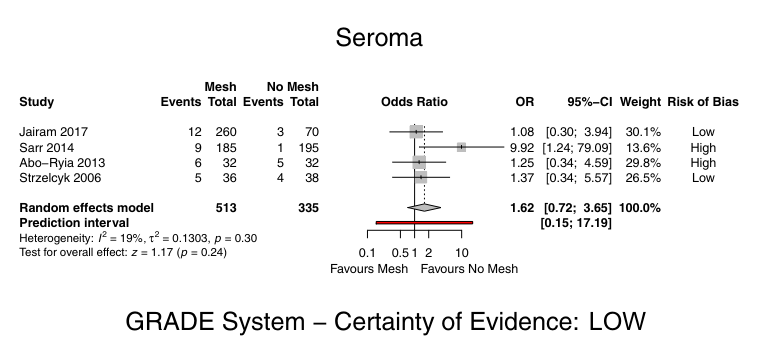 Seroma
Mesh No Mesh
Study Events Total Events Total Odds Ratio OR 95%−CI Weight Risk of Bias
Jairam 2017 12 260 3 70 1.08 [0.30; 3.94] 30.1% Low
Sarr 2014 9 185 1 195 9.92 [1.24; 79.09] 13.6% High
Abo−Ryia 2013 6 32 5 32 1.25 [0.34; 4.59] 29.8% High
Strzelcyk 2006 5 36 4 38 1.37 [0.34; 5.57] 26.5% Low
Random effects model 513 335 1.62 [0.72; 3.65] 100.0%
Prediction interval [0.15; 17.19]
Heterogeneity: I² = 19%, τ² = 0.1303, p = 0.30
Test for overall effect: z = 1.17 (p = 0.24)
0.1 0.5 1 2 10
Favours Mesh Favours No Mesh
GRADE System − Certainty of Evidence: LOW